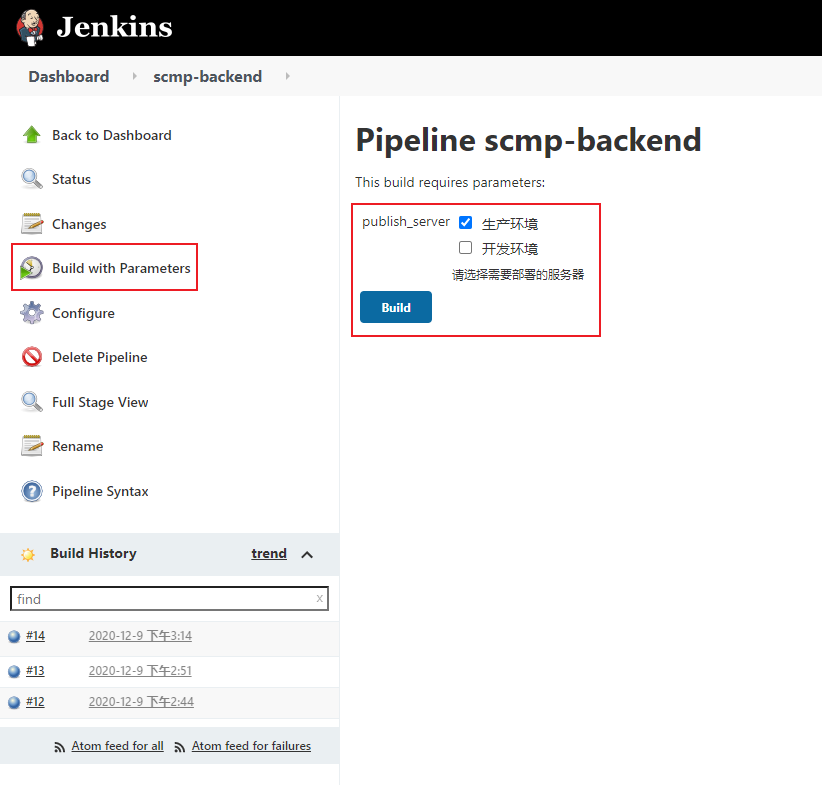 Jenkins
Dashboard scmp-backend
Back to Dashboard
Status
Changes
Build with Parameters
Configure
Delete Pipeline
Full Stage View
Rename
Pipeline Syntax
Build History trend
find x
#14 2020-12-9 下午3:14
#13 2020-12-9 下午2:51
#12 2020-12-9 下午2:44
Atom feed for all Atom feed for failures
Pipeline scmp-backend
This build requires parameters:
publish_server 生产环境
开发环境
请选择需要部署的服务器
Build